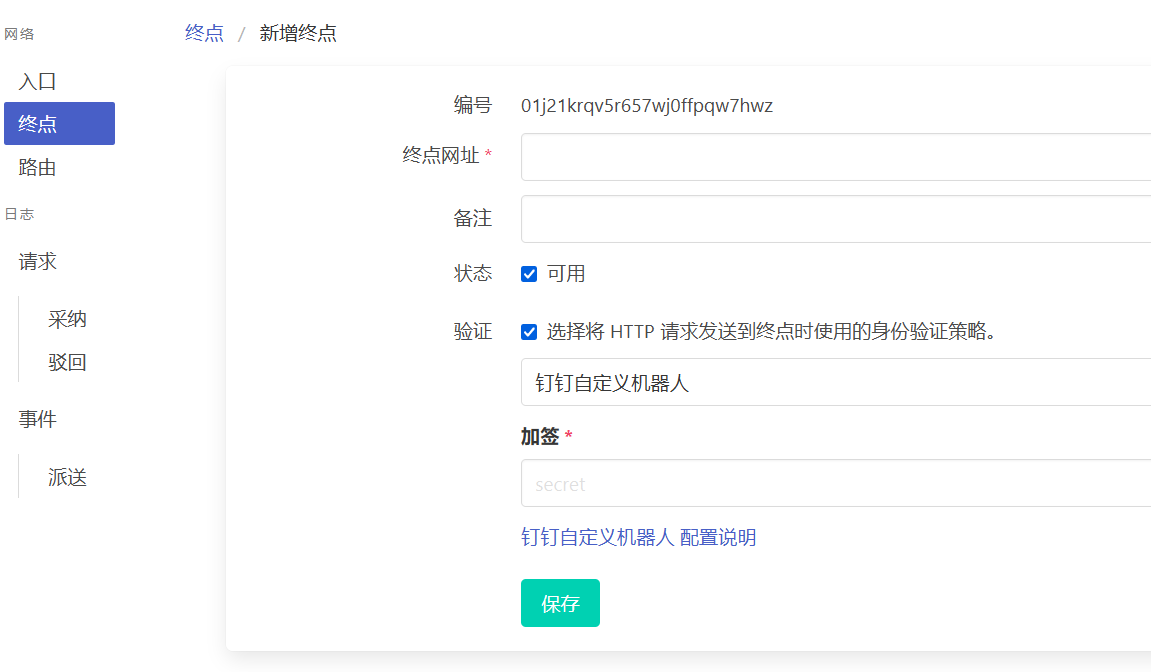 网络
入口
终点
路由
日志
请求
采纳
驳回
事件
派送
终点 / 新增终点
编号 01j21krqv5r657wj0ffpqw7hwz
终点网址 *
备注
状态 可用
验证 选择将 HTTP 请求发送到终点时使用的身份验证策略。
钉钉自定义机器人
加签 *
secret
钉钉自定义机器人 配置说明
保存